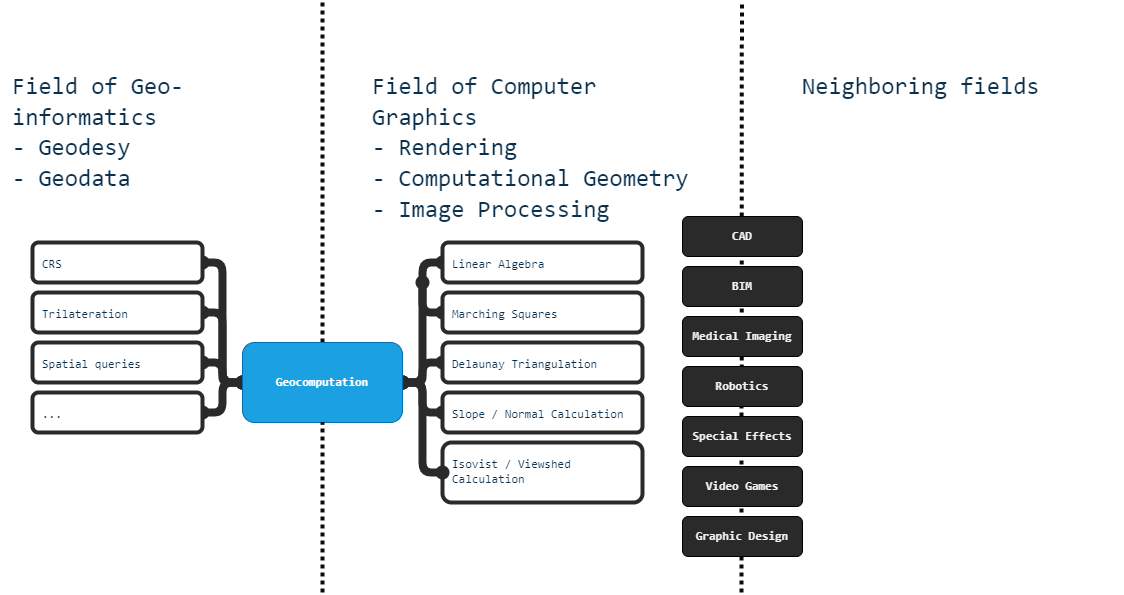 Field of Geo-
informatics
- Geodesy
- Geodata
Field of Computer
Graphics
- Rendering
- Computational Geometry
- Image Processing
Neighboring fields
CRS
Trilateration
Spatial queries
...
Geocomputation
Linear Algebra
Marching Squares
Delaunay Triangulation
Slope / Normal Calculation
Isovist / Viewshed
Calculation
CAD
BIM
Medical Imaging
Robotics
Special Effects
Video Games
Graphic Design